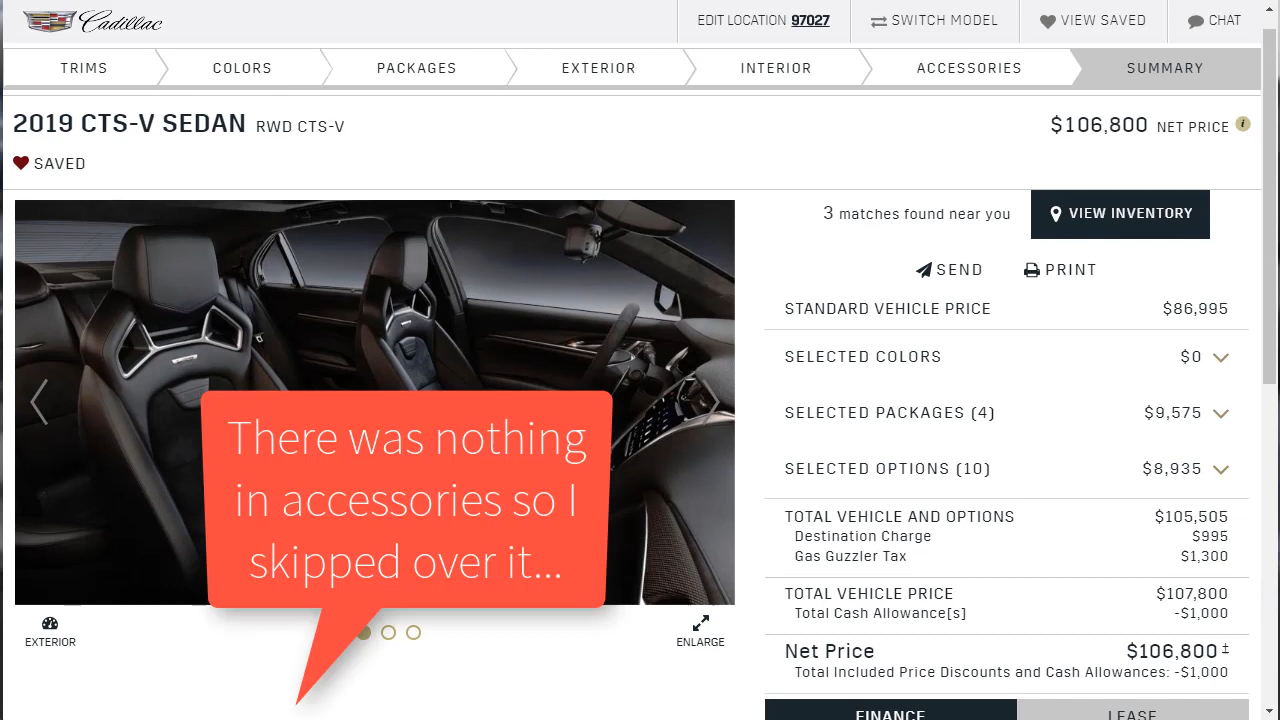 Cadillac
EDIT LOCATION 97027
SWITCH MODEL
VIEW SAVED
CHAT
TRIMS
COLORS
PACKAGES
EXTERIOR
INTERIOR
ACCESSORIES
SUMMARY
2019 CTS-V SEDAN RWD CTS-V
$106,800 NET PRICE i
SAVED
3 matches found near you
VIEW INVENTORY
SEND
PRINT
STANDARD VEHICLE PRICE $86,995
SELECTED COLORS $0
SELECTED PACKAGES (4) $9,575
SELECTED OPTIONS (10) $8,935
TOTAL VEHICLE AND OPTIONS $105,505
Destination Charge $995
Gas Guzzler Tax $1,300
TOTAL VEHICLE PRICE $107,800
Total Cash Allowance[s] -$1,000
Net Price $106,800 ±
Total Included Price Discounts and Cash Allowances: -$1,000
FINANCE
LEASE
There was nothing
in accessories so I
skipped over it...
EXTERIOR
ENLARGE